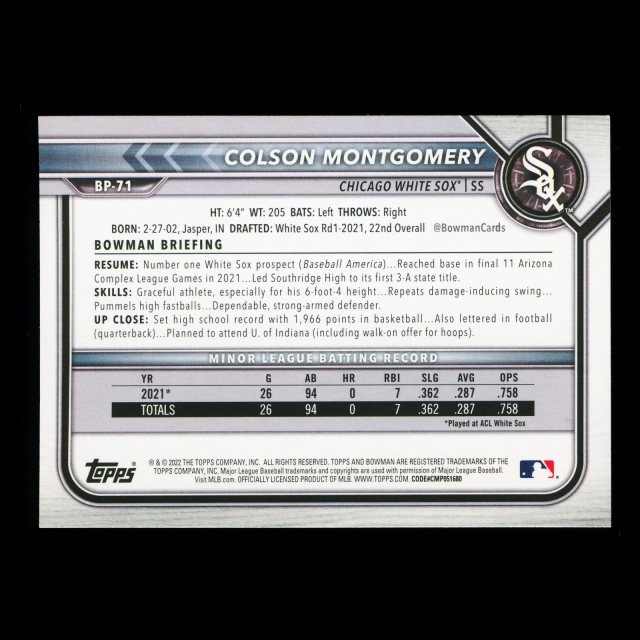 COLSON MONTGOMERY
BP-71
CHICAGO WHITE SOX® | SS
Sox
TM
HT: 6'4" WT: 205 BATS: Left THROWS: Right
BORN: 2-27-02, Jasper, IN DRAFTED: White Sox Rd1-2021, 22nd Overall @BowmanCards
BOWMAN BRIEFING
RESUME: Number one White Sox prospect (Baseball America)...Reached base in final 11 Arizona
Complex League Games in 2021...Led Southridge High to its first 3-A state title.
SKILLS: Graceful athlete, especially for his 6-foot-4 height...Repeats damage-inducing swing...
Pummels high fastballs...Dependable, strong-armed defender.
UP CLOSE: Set high school record with 1,966 points in basketball...Also lettered in football
(quarterback)...Planned to attend U. of Indiana (including walk-on offer for hoops).
MINOR LEAGUE BATTING RECORD
YR G AB HR RBI SLG AVG OPS
2021* 26 94 0 7 .362 .287 .758
TOTALS 26 94 0 7 .362 .287 .758
*Played at ACL White Sox
topps
® & © 2022 THE TOPPS COMPANY, INC. ALL RIGHTS RESERVED. TOPPS AND BOWMAN ARE REGISTERED TRADEMARKS OF THE
TOPPS COMPANY, INC. Major League Baseball trademarks and copyrights are used with permission of Major League Baseball.
Visit MLB.com. OFFICIALLY LICENSED PRODUCT OF MLB. WWW.TOPPS.COM. CODE#CMP051680